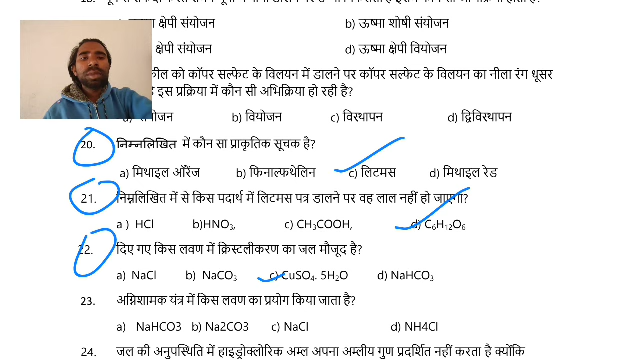 b) ऊष्मा शोषी संयोजन
क्षेपी संयोजन d) ऊष्मा क्षेपी वियोजन
कील को कॉपर सल्फेट के विलयन में डालने पर कॉपर सल्फेट के विलयन का नीला रंग धूसर
इस प्रक्रिया में कौन सी अभिक्रिया हो रही है?
b) वियोजन c) विस्थापन d) द्विविस्थापन
20. निम्नलिखित में कौन सा प्राकृतिक सूचक है?
a) मिथाइल ऑरेंज b) फिनाल्फथेलिन c) लिटमस d) मिथाइल रेड
21. निम्नलिखित में से किस पदार्थ में लिटमस पत्र डालने पर वह लाल नहीं हो जाएगा?
a ) HCl b)HNO₃, c) CH₃COOH, d) C₆H₁₂O₆
22. दिए गए किस लवण में क्रिस्टलीकरण का जल मौजूद है?
a) NaCl b) NaCO₃ c) CuSO₄. 5H₂O d) NaHCO₃
23. अग्निशामक यंत्र में किस लवण का प्रयोग किया जाता है?
a) NaHCO3 b) Na2CO3 c) NaCl d) NH4Cl
24. जल की अनुपस्थिति में हाइड्रोक्लोरिक अम्ल अपना अम्लीय गुण प्रदर्शित नहीं करता है क्योंकि